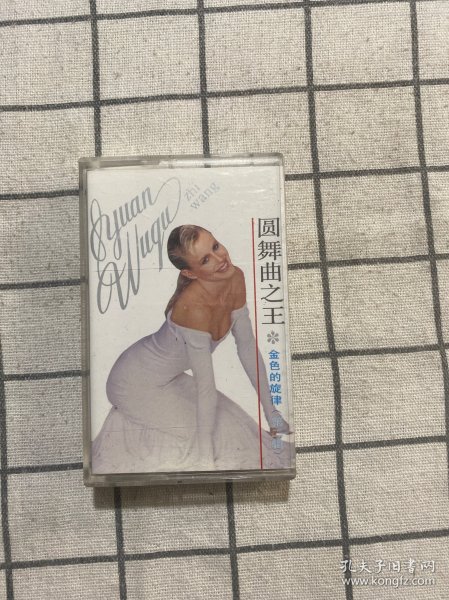 yuan
Wuqu
zhi
wang
圆舞曲之王
金色的旋律
孔夫子旧书网
www.kongfz.com